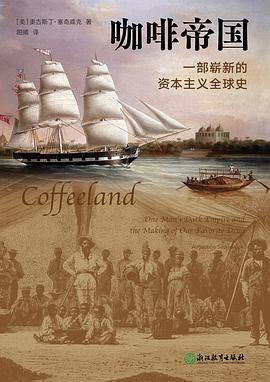 [美]奥古斯丁·塞奇威克 著
阳曦 译
咖啡帝国
一部崭新的
资本主义全球史
Coffeeland
One Man's Dark Empire and
the Making of Our Favorite Drug
浙江教育出版社